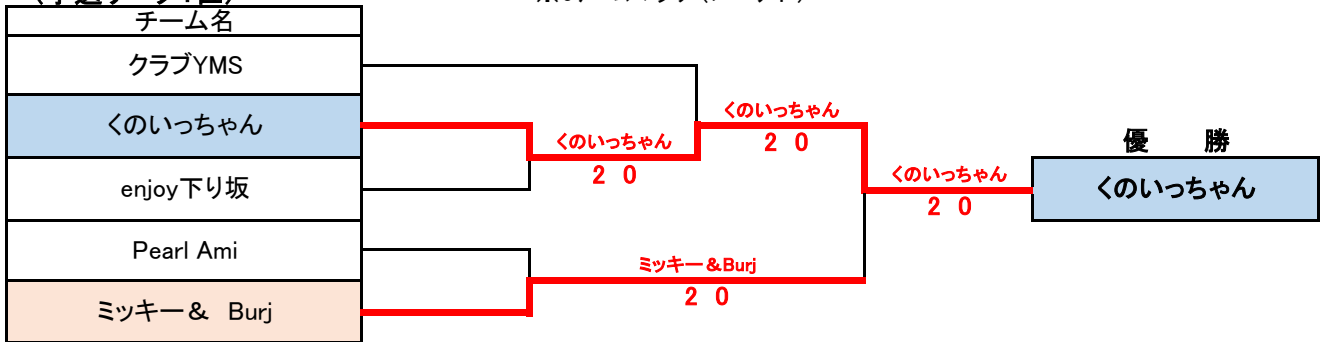 チーム名
クラブYMS
くのいっちゃん
enjoy下り坂
Pearl Ami
ミッキー＆ Burj
くのいっちゃん
2 0
くのいっちゃん
2 0
ミッキー＆Burj
2 0
くのいっちゃん
2 0
優 勝
くのいっちゃん